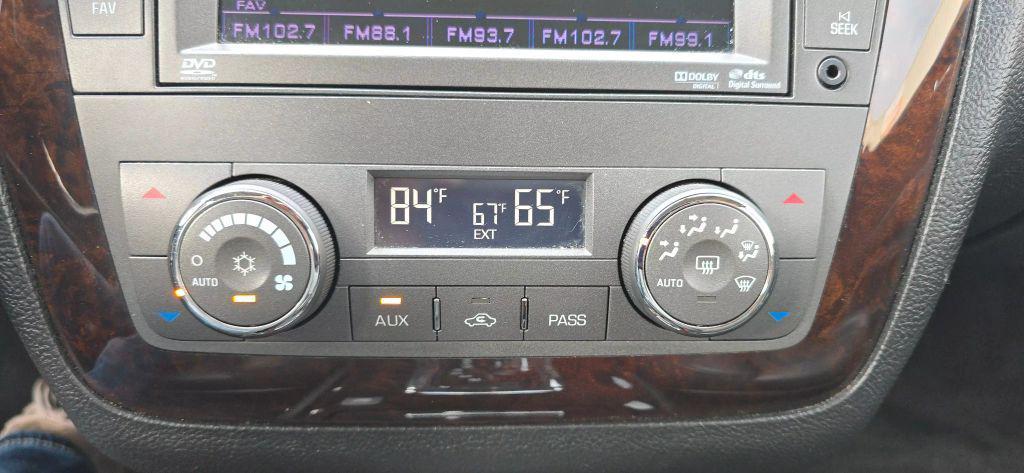 FAV
FAV
SEEK
FM102.7 FM88.1 FM93.7 FM102.7 FM99.1
DVD
DOLBY
DIGITAL
dts
Digital Surround
84°F 67°F 65°F
EXT
AUTO
AUTO
AUX
PASS